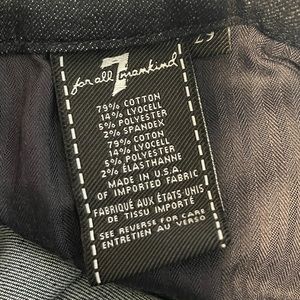 for all 7 mankind
29
79% COTTON
14% LYOCELL
5% POLYESTER
2% SPANDEX
79% COTON
14% LYOCELL
5% POLYESTER
2% ÉLASTHANNE
MADE IN U.S.A.
OF IMPORTED FABRIC
FABRIQUÉ AUX ÉTATS-UNIS
DE TISSU IMPORTÉ
SEE REVERSE FOR CARE
ENTRETIEN AU VERSO